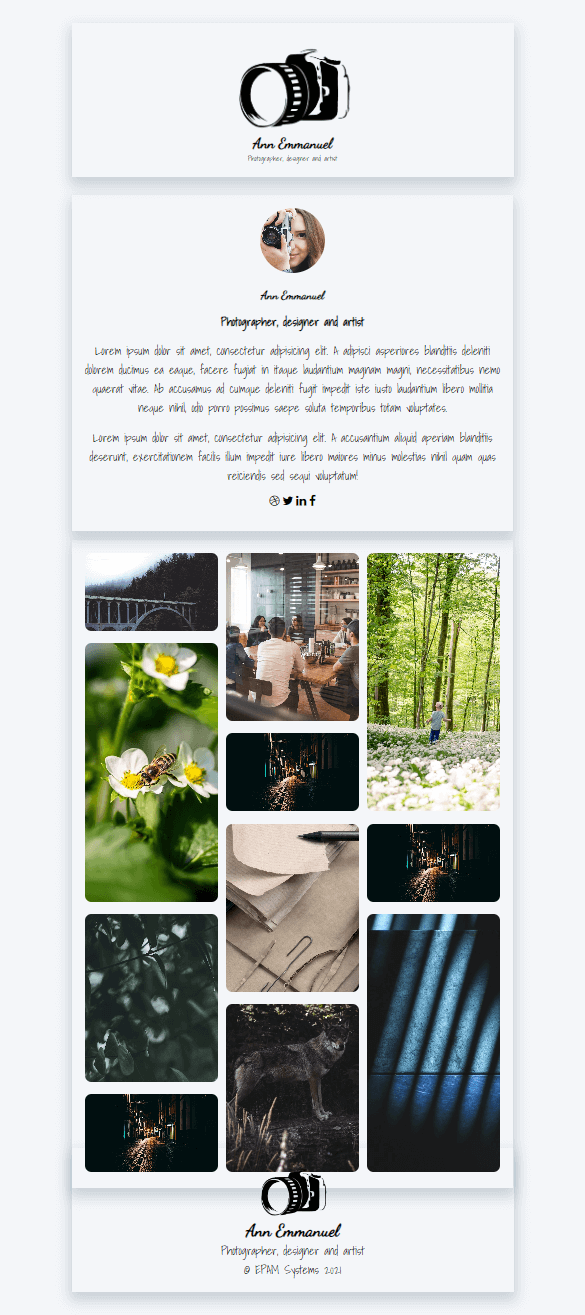 Ann Emmanuel
Photographer, designer and artist
Ann Emmanuel
Photographer, designer and artist
Lorem ipsum dolor sit amet, consectetur adipisicing elit. A adipisci asperiores blanditiis deleniti
dolorem ducimus ea eaque, facere fugiat in itaque laudantium magnam magni, necessitatibus nemo
quaerat vitae. Ab accusamus ad cumque deleniti fugit impedit iste iusto laudantium libero mollitia
neque nihil, odio porro possimus saepe soluta temporibus totam voluptates.
Lorem ipsum dolor sit amet, consectetur adipisicing elit. A accusantium aliquid aperiam blanditiis
deserunt, exercitationem facilis illum impedit iure libero maiores minus molestias nihil quam quas
reiciendis sed sequi voluptatum!
Ann Emmanuel
Photographer, designer and artist
@ EPAM Systems 2021